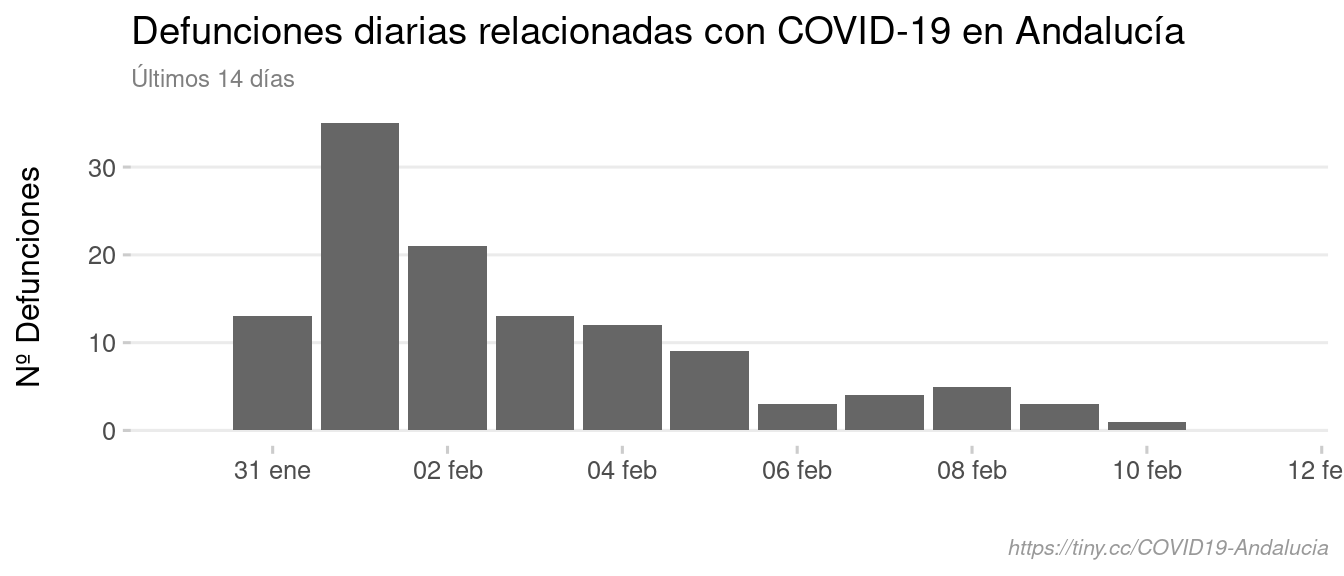 Defunciones diarias relacionadas con COVID-19 en Andalucía
Últimos 14 días
Nº Defunciones
30
20
10
0
31 ene 02 feb 04 feb 06 feb 08 feb 10 feb 12 fe
https://tiny.cc/COVID19-Andalucia